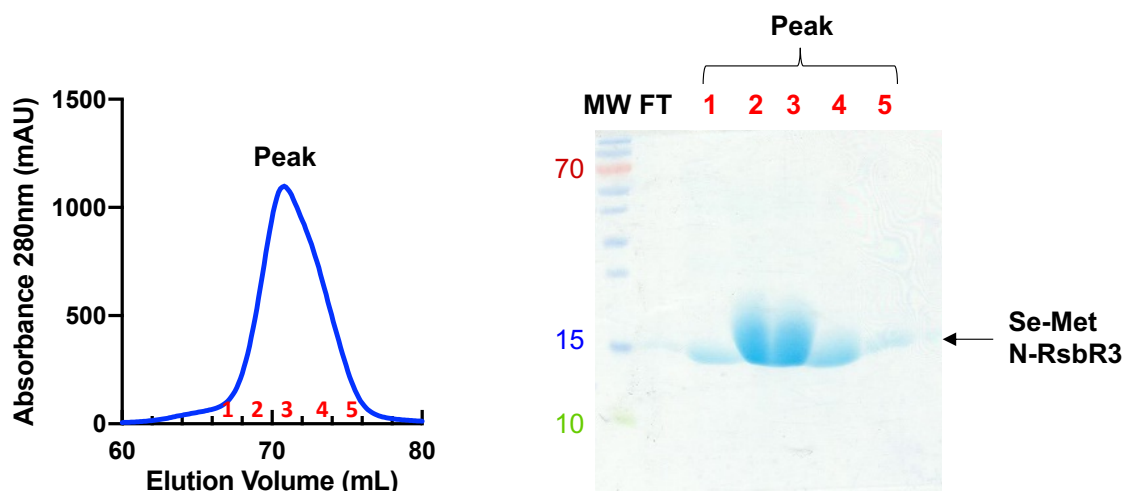 1500
1000
500
0
Absorbance 280nm (mAU)
Peak
1 2 3 4 5
60 70 80
Elution Volume (mL)
Peak
MW FT 1 2 3 4 5
70
15
10
Se-Met
N-RsbR3